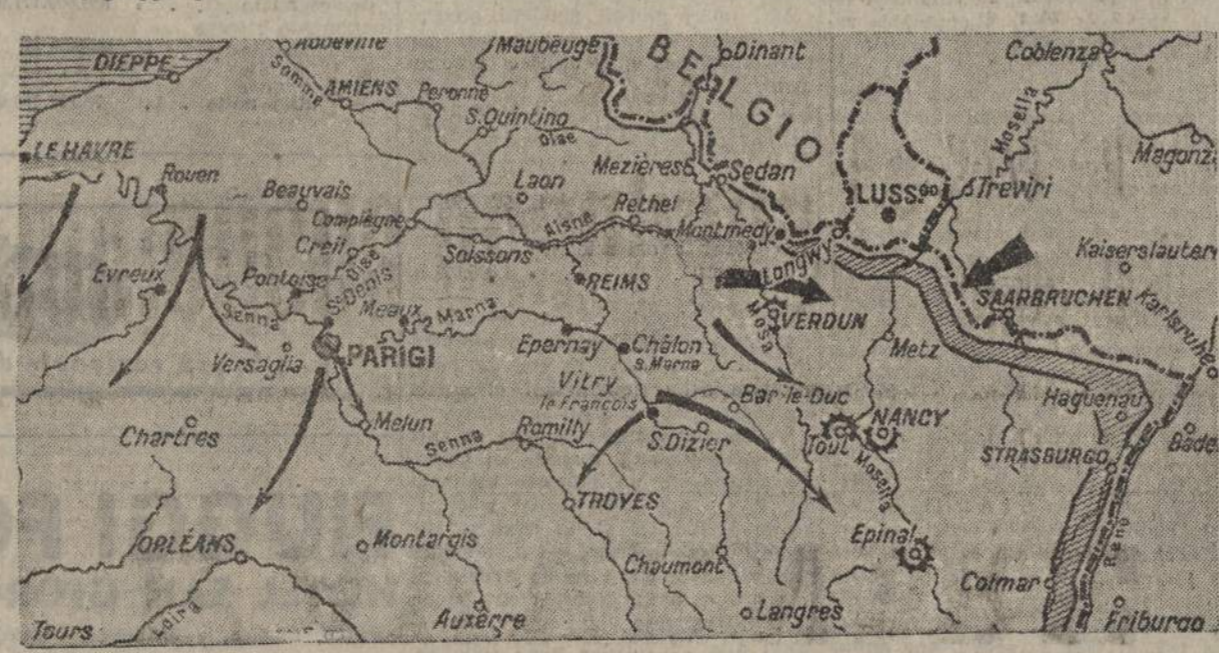 Abbeville
Maubeuge
BELGIO
Dinant
Coblenza
DIEPPE
Somme
AMIENS
Peronne
S. Quintino
Oise
Mosella
Magonza
LE HAVRE
Rouen
Beauvais
Laon
Mezières
Sedan
LUSS.go
Treviri
Compiègne
Aisne
Rethel
Montmedy
Creil
Oise
Soissons
Longwy
Kaiserslautern
Evreux
Pontoise
S. Denis
REIMS
SAARBRUCHEN
Karlsruhe
Senna
Meaux
Marna
Mosa
VERDUN
Versaglia
PARIGI
Epernay
Châlon
s. Marne
Metz
Vitry
le François
Bar-le-Duc
Haguenau
Chartres
Melun
Senna
Romilly
S. Dizier
Toul
NANCY
Mosella
STRASBURGO
Bade
TROYES
ORLÉANS
Montargis
Chaumont
Epinal
Reno
Colmar
Tours
Loira
Auxerre
Langres
Friburgo